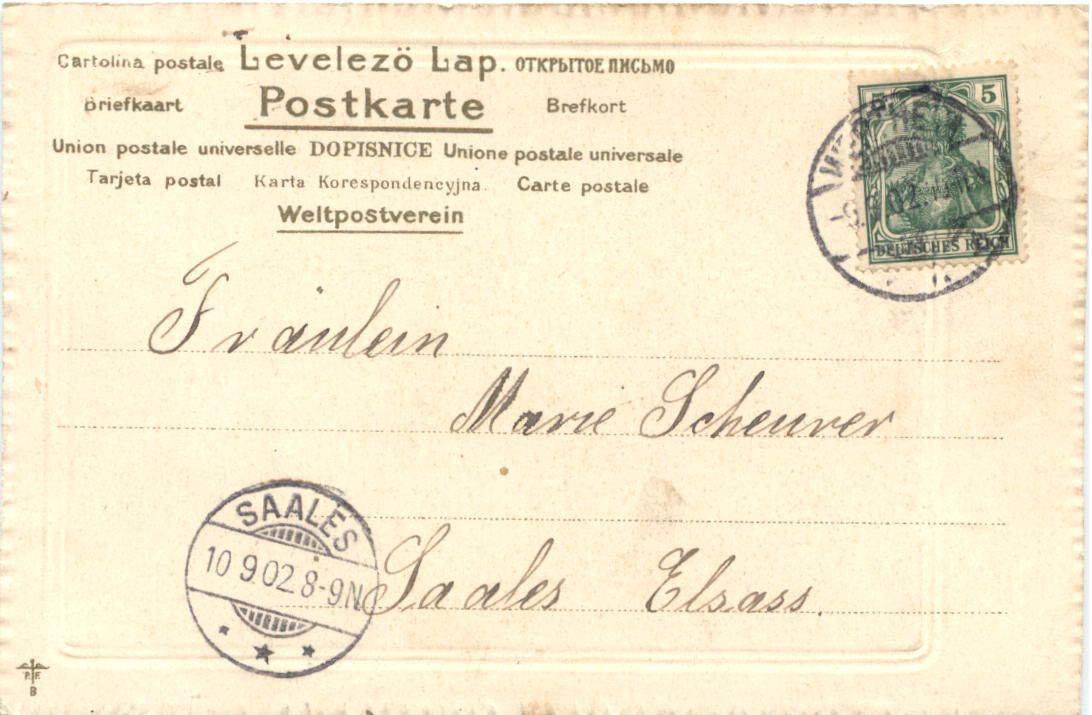 Cartolina postale Levelezö Lap. ОТКРЫТОЕ ПИСЬМО
Briefkaart Postkarte Brefkort
Union postale universelle DOPISNICE Unione postale universale
Tarjeta postal Karta Korespondencyjna. Carte postale
Weltpostverein
5
DEUTSCHES REICH
Fräulein
Marie Scheurer
Saales Elsass.
SAALES
10 9.02. 8-9N
P. F.
B